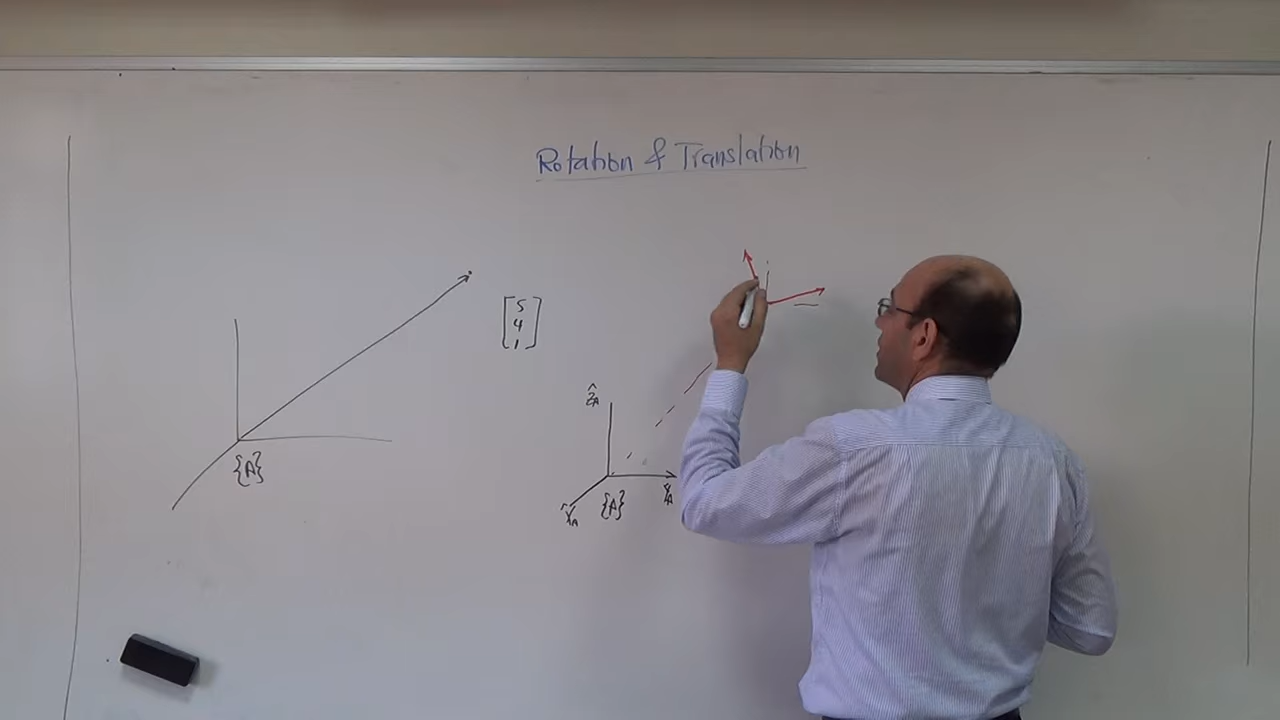 Rotation & Translation
5
4
1
{A}
ẐA
X̂A
{A}
ŶA